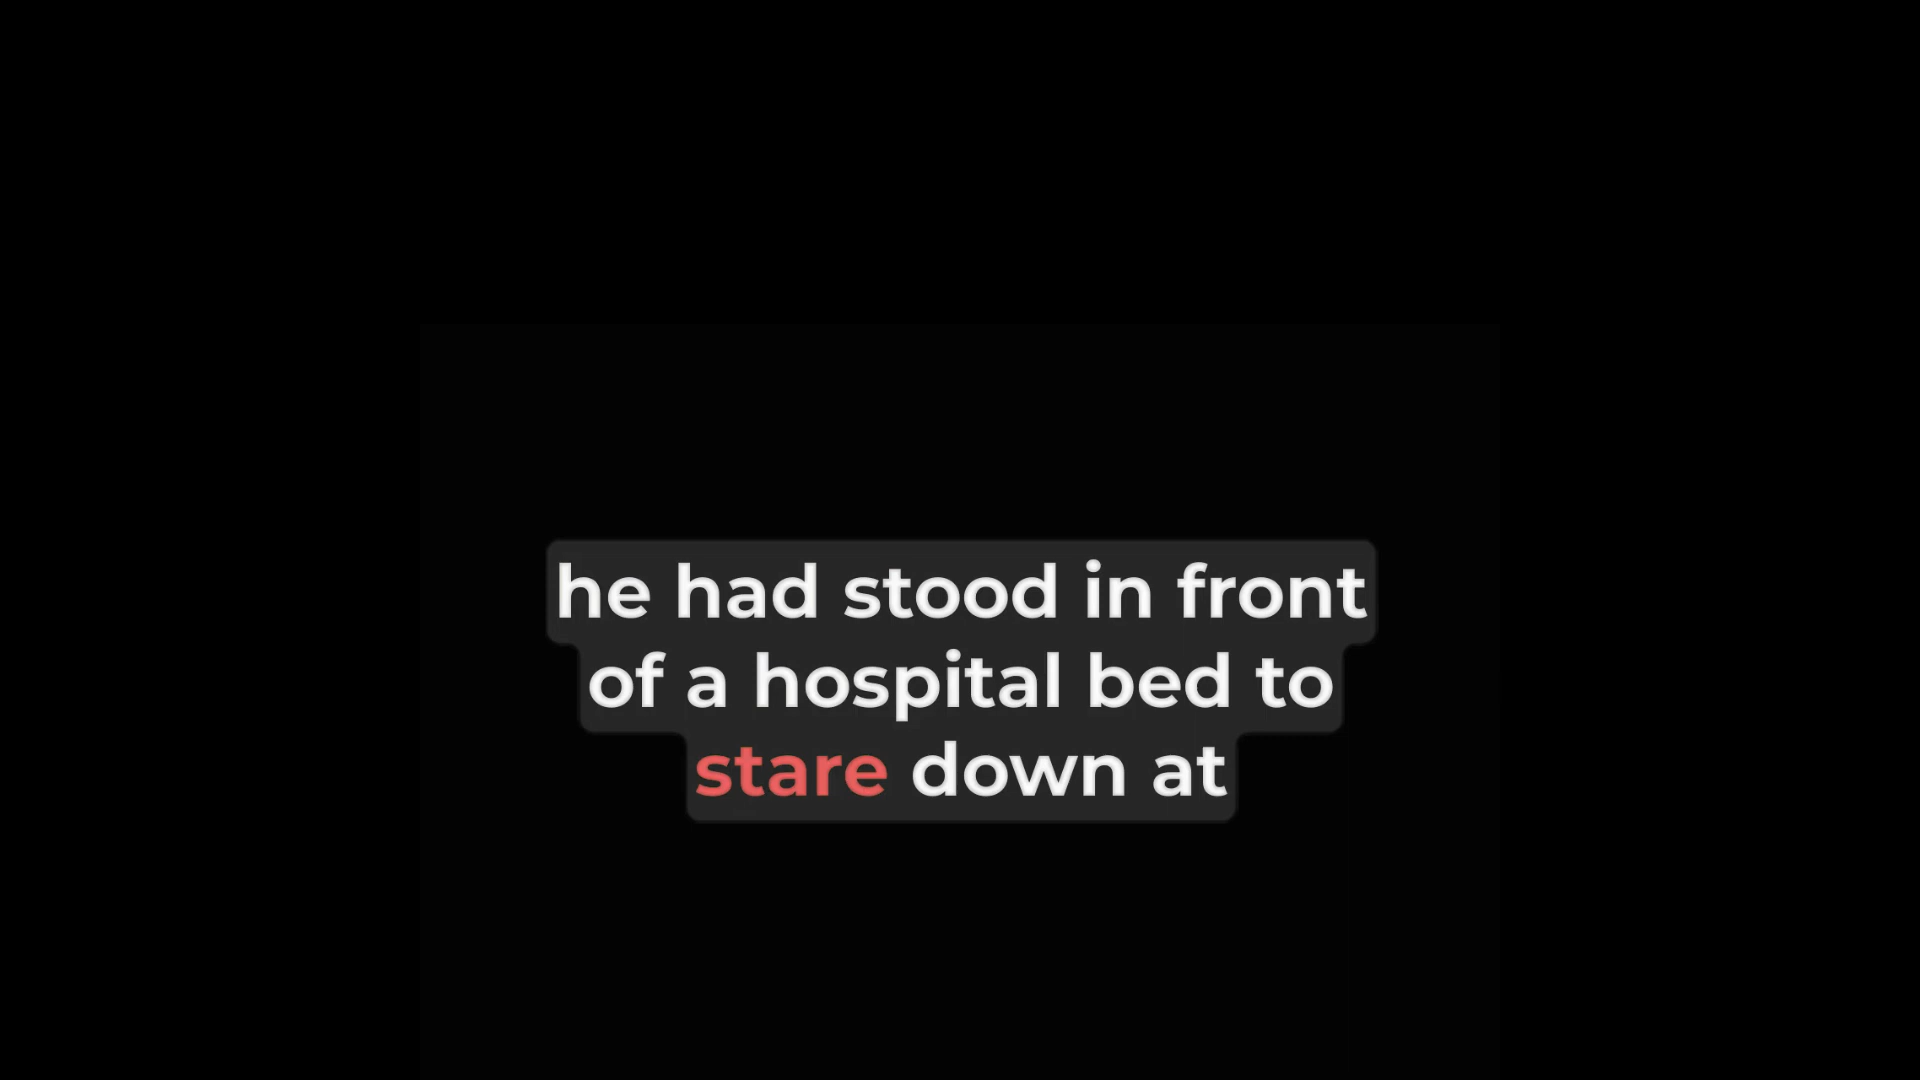 he had stood in front
of a hospital bed to
stare down at